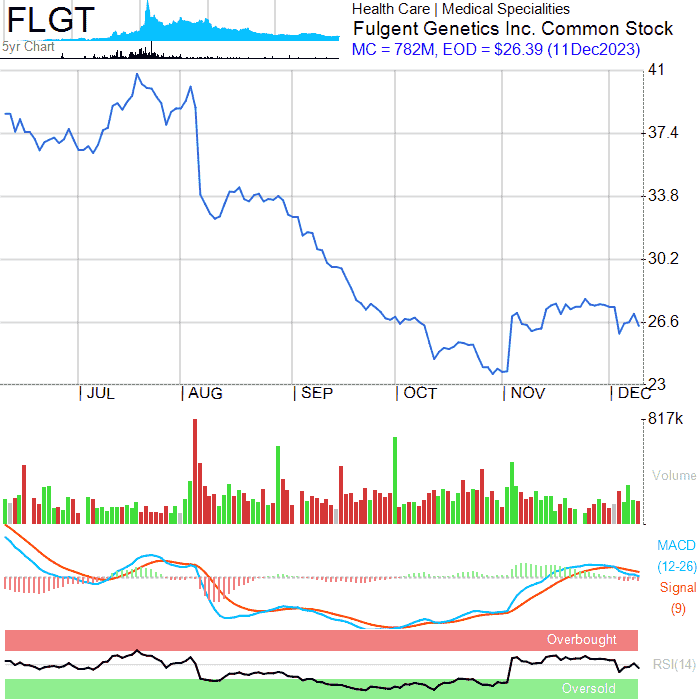 FLGT
5yr Chart
Health Care | Medical Specialities
Fulgent Genetics Inc. Common Stock
MC = 782M, EOD = $26.39 (11Dec2023)
41
37.4
33.8
30.2
26.6
23
| JUL | AUG | SEP | OCT | NOV | DEC
817k
Volume
MACD
(12-26)
Signal
(9)
Overbought
RSI(14)
Oversold